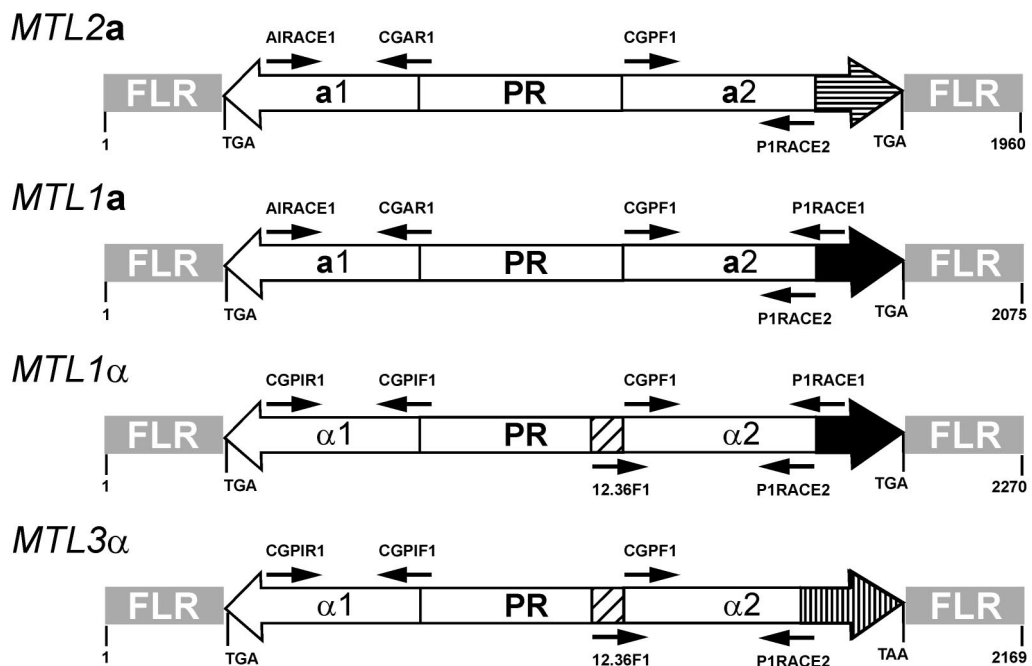 MTL2a
AIRACE1 CGAR1 CGPF1
FLR a1 PR a2 FLR
1 TGA P1RACE2 TGA 1960
MTL1a
AIRACE1 CGAR1 CGPF1 P1RACE1
FLR a1 PR a2 FLR
1 TGA P1RACE2 TGA 2075
MTL1α
CGPIR1 CGPIF1 CGPF1 P1RACE1
FLR α1 PR α2 FLR
1 TGA 12.36F1 P1RACE2 TGA 2270
MTL3α
CGPIR1 CGPIF1 CGPF1
FLR α1 PR α2 FLR
1 TGA 12.36F1 P1RACE2 TAA 2169